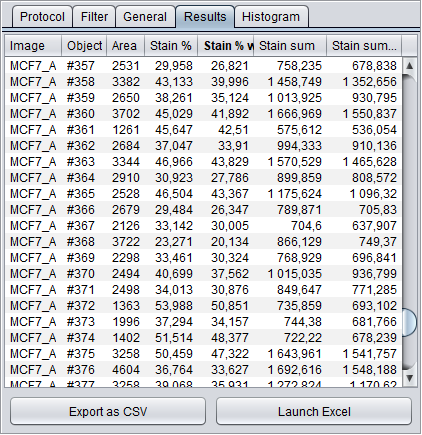 Protocol Filter General Results Histogram
Image Object Area Stain % Stain % w Stain sum Stain sum...
MCF7_A #357 2531 29,958 26,821 758,235 678,838
MCF7_A #358 3382 43,133 39,996 1 458,749 1 352,656
MCF7_A #359 2650 38,261 35,124 1 013,925 930,795
MCF7_A #360 3702 45,029 41,892 1 666,969 1 550,837
MCF7_A #361 1261 45,647 42,51 575,612 536,054
MCF7_A #362 2684 37,047 33,91 994,333 910,136
MCF7_A #363 3344 46,966 43,829 1 570,529 1 465,628
MCF7_A #364 2910 30,923 27,786 899,859 808,572
MCF7_A #365 2528 46,504 43,367 1 175,624 1 096,32
MCF7_A #366 2679 29,484 26,347 789,871 705,83
MCF7_A #367 2126 33,142 30,005 704,6 637,907
MCF7_A #368 3722 23,271 20,134 866,129 749,37
MCF7_A #369 2298 33,461 30,324 768,929 696,841
MCF7_A #370 2494 40,699 37,562 1 015,035 936,799
MCF7_A #371 2498 34,013 30,876 849,647 771,285
MCF7_A #372 1363 53,988 50,851 735,859 693,102
MCF7_A #373 1996 37,294 34,157 744,38 681,766
MCF7_A #374 1402 51,514 48,377 722,22 678,239
MCF7_A #375 3258 50,459 47,322 1 643,961 1 541,757
MCF7_A #376 4604 36,764 33,627 1 692,616 1 548,188
MCF7_A #377 3258 39,068 35,931 1 272,824 1 170,62
Export as CSV Launch Excel